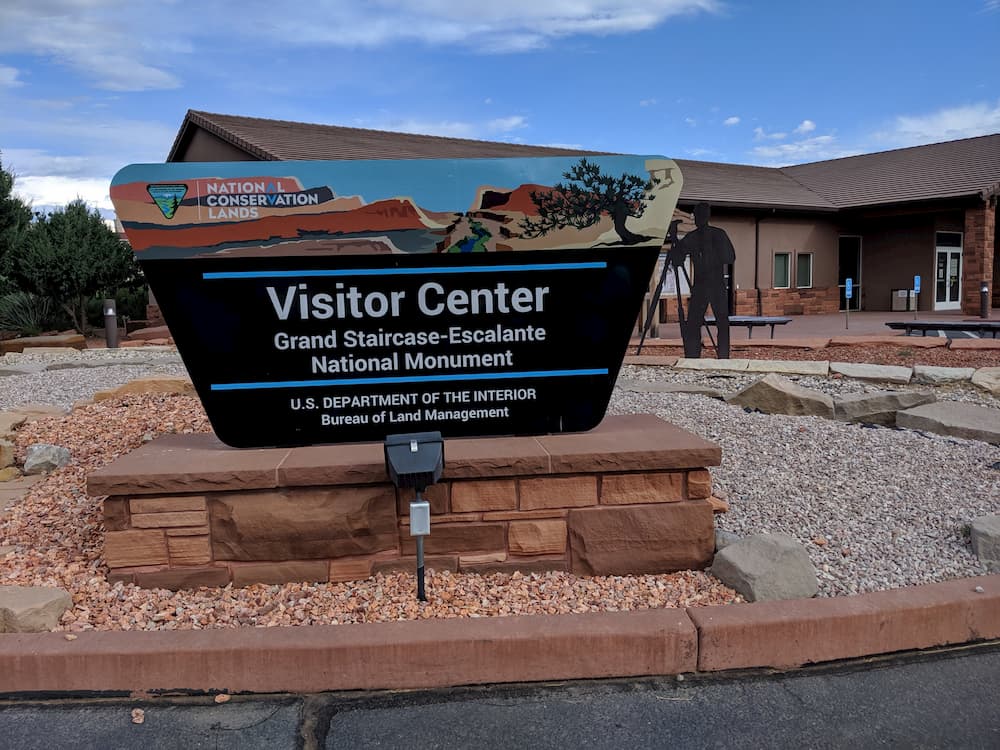 NATIONAL
CONSERVATION
LANDS
Visitor Center
Grand Staircase-Escalante
National Monument
U.S. DEPARTMENT OF THE INTERIOR
Bureau of Land Management